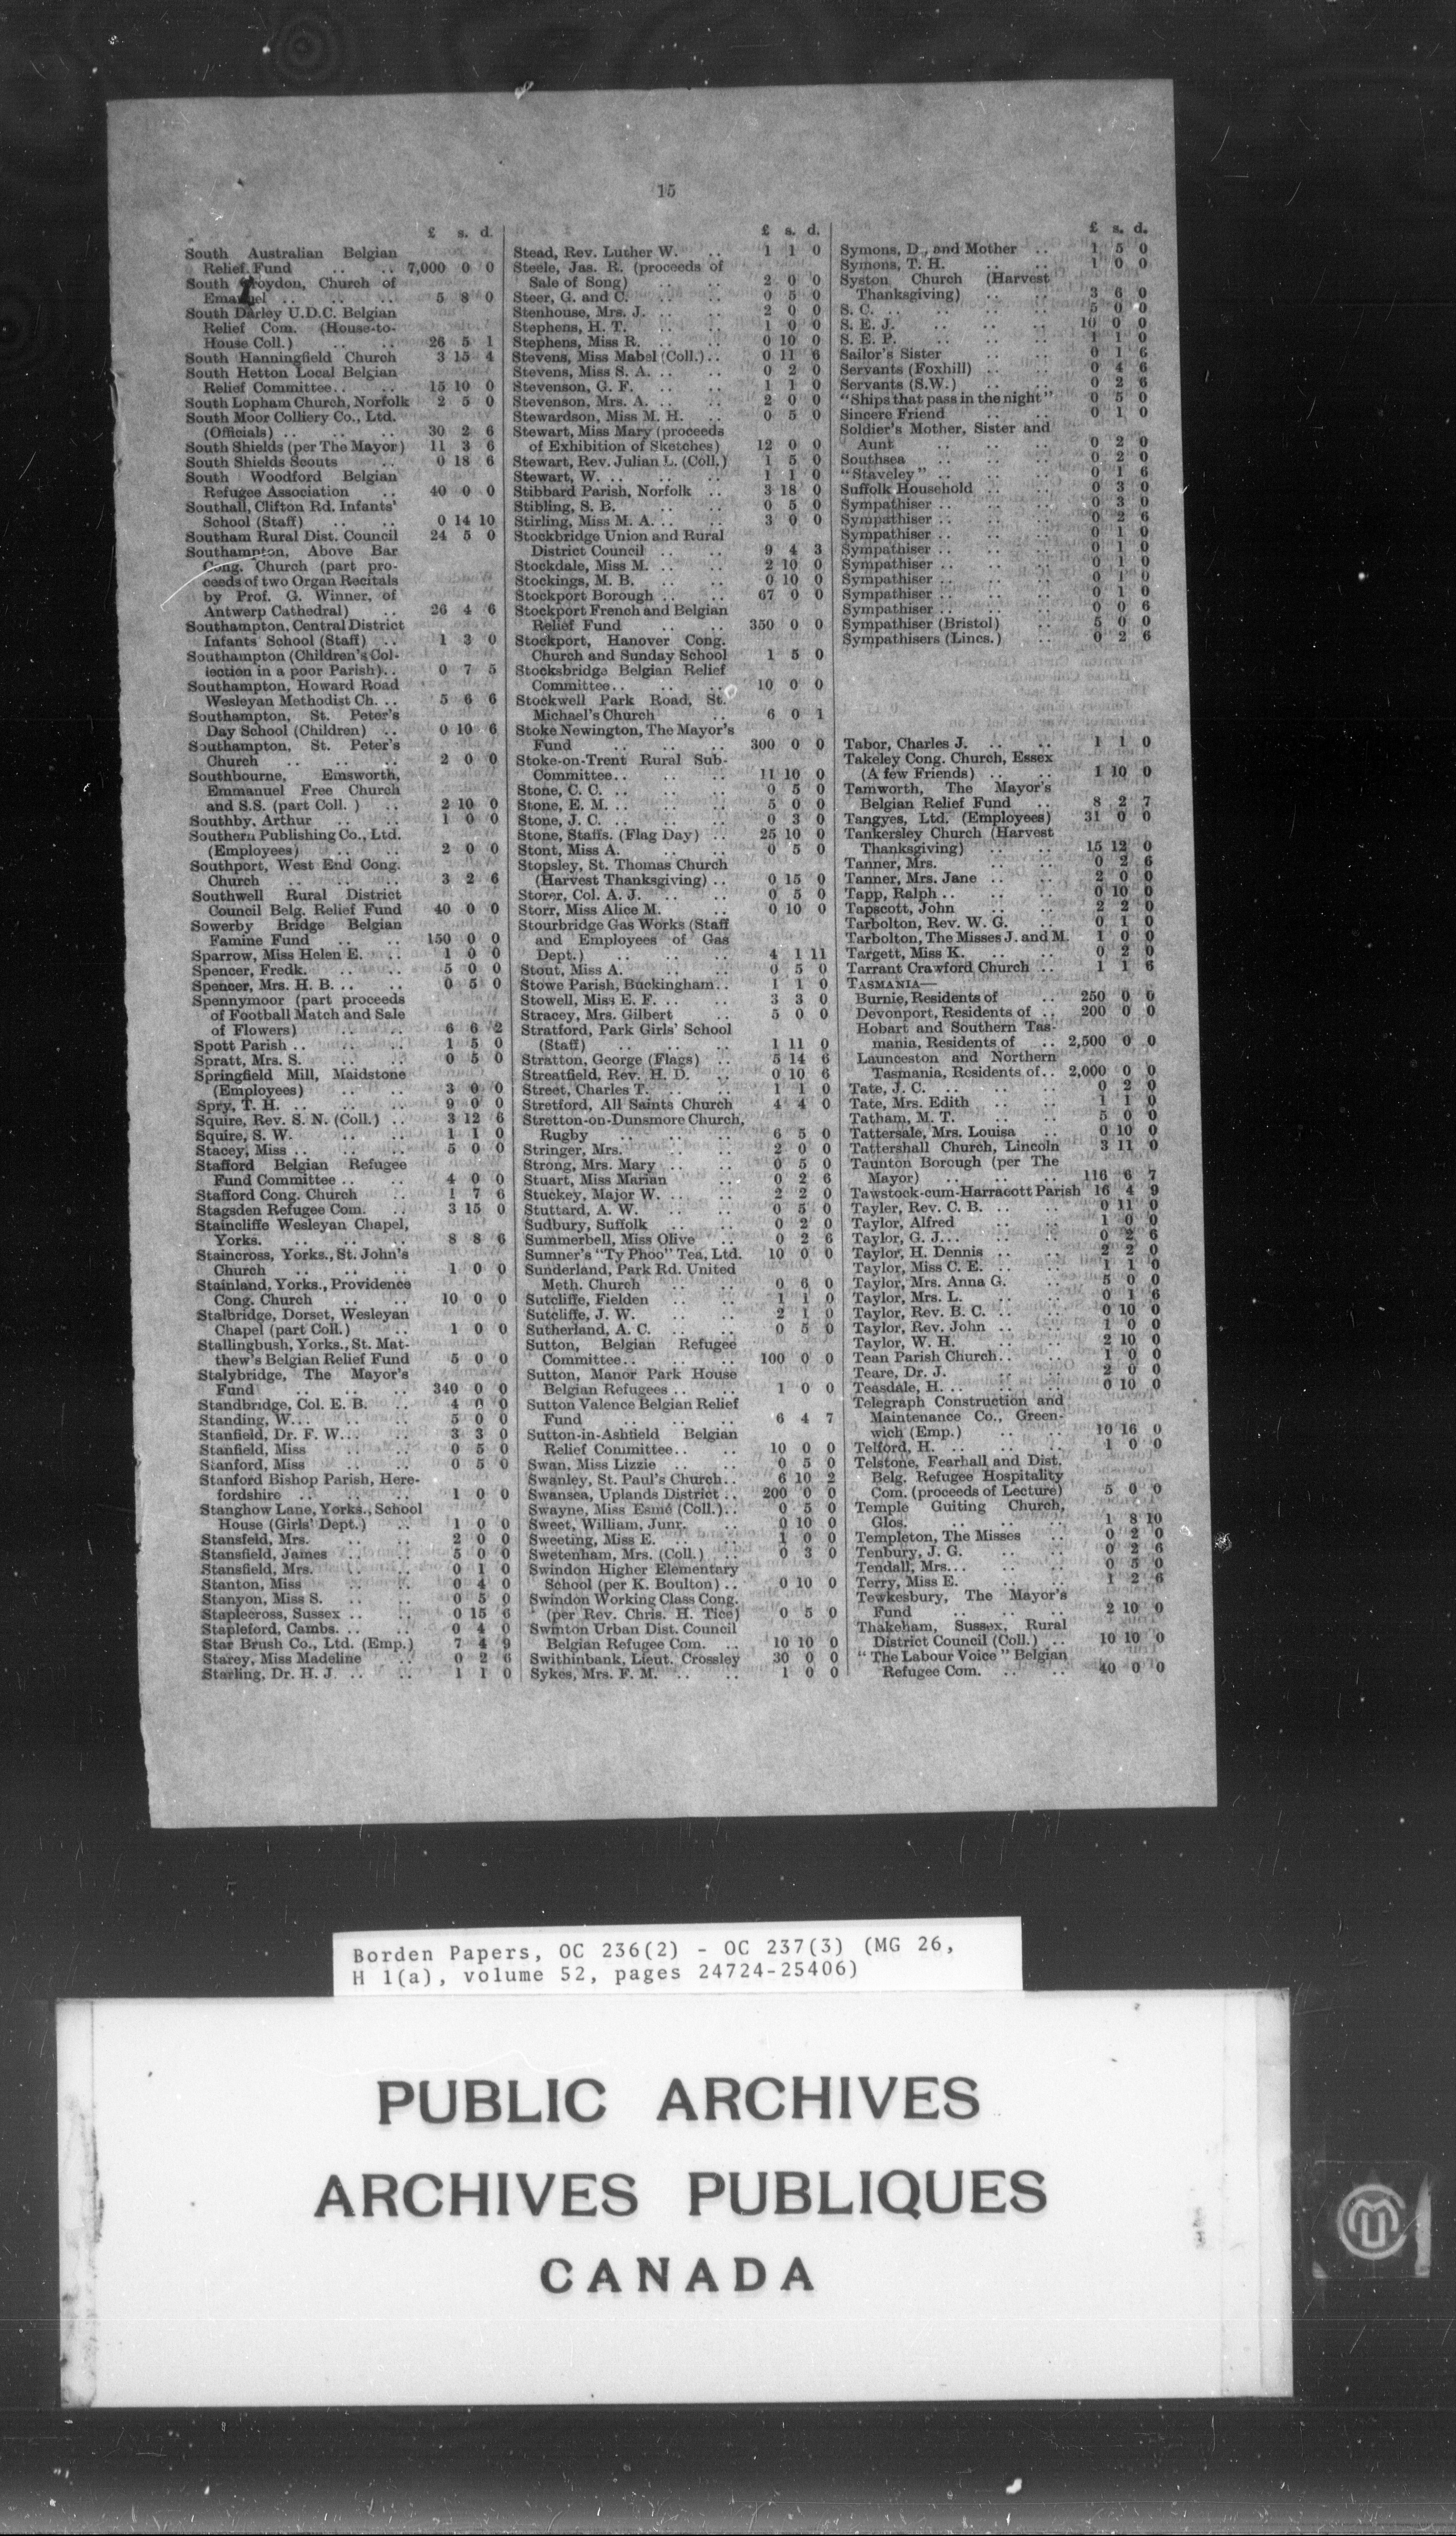 15
£ s. d.
South Australian Belgian
Relief Fund .. .. 7,000 0 0
South Croydon, Church of
Emanuel .. .. .. 5 8 0
South Darley U.D.C. Belgian
Relief Com. (House-to-
House Coll.) .. .. 26 5 1
South Hanningfield Church 3 15 4
South Hetton Local Belgian
Relief Committee.. .. 15 10 0
South Lopham Church, Norfolk 2 5 0
South Moor Colliery Co., Ltd.
(Officials) .. .. .. 30 2 6
South Shields (per The Mayor) 11 3 6
South Shields Scouts .. 0 18 6
South Woodford Belgian
Refugee Association .. 40 0 0
Southall, Clifton Rd. Infants'
School (Staff) .. .. 0 14 10
Southam Rural Dist. Council 24 5 0
Southampton, Above Bar
Cong. Church (part pro-
ceeds of two Organ Recitals
by Prof. G. Winner, of
Antwerp Cathedral) .. 26 4 6
Southampton, Central District
Infants School (Staff) .. 1 3 0
Southampton (Children's Col-
lection in a poor Parish).. 0 7 5
Southampton, Howard Road
Wesleyan Methodist Ch. .. 5 6 6
Southampton, St. Peter's
Day School (Children) .. 0 10 6
Southampton, St. Peter's
Church .. .. .. 2 0 0
Southbourne, Emsworth,
Emmanuel Free Church
and S.S. (part Coll. ) .. 2 10 0
Southby, Arthur .. .. 1 0 0
Southern Publishing Co., Ltd.
(Employees) .. .. 2 0 0
Southport, West End Cong.
Church .. .. .. 3 2 6
Southwell Rural District
Council Belg. Relief Fund 40 0 0
Sowerby Bridge Belgian
Famine Fund .. .. 150 0 0
Sparrow, Miss Helen E. .. 1 0 0
Spencer, Fredk. .. .. 5 0 0
Spencer, Mrs. H. B. .. .. 0 5 0
Spennymoor (part proceeds
of Football Match and Sale
of Flowers) .. .. 6 6 2
Spott Parish .. .. .. 1 5 0
Spratt, Mrs. S. .. .. 0 5 0
Springfield Mill, Maidstone
(Employees) .. .. 3 0 0
Spry, T. H. .. .. .. 9 0 0
Squire, Rev. S. N. (Coll.) .. 3 12 6
Squire, S. W. .. .. 1 1 0
Stacey, Miss .. .. .. 5 0 0
Stafford Belgian Refugee
Fund Committee .. .. 4 0 0
Stafford Cong. Church .. 1 7 6
Stagsden Refugee Com. .. 3 15 0
Staincliffe Wesleyan Chapel,
Yorks. .. .. .. 8 8 6
Staincross, Yorks., St. John's
Church .. .. .. 1 0 0
Stainland, Yorks., Providence
Cong. Church .. .. 10 0 0
Stalbridge, Dorset, Wesleyan
Chapel (part Coll.) .. 1 0 0
Stallingbush, Yorks., St. Mat-
thew's Belgian Relief Fund 5 0 0
Stalybridge, The Mayor's
Fund .. .. .. 340 0 0
Standbridge, Col. E. B. .. 4 0 0
Standing, W... .. .. 5 0 0
Stanfield, Dr. F. W... .. 3 3 0
Stanfield, Miss .. .. 0 5 0
Stanford, Miss .. .. 0 5 0
Stanford Bishop Parish, Here-
fordshire .. .. .. 1 0 0
Stanghow Lane, Yorks., School
House (Girls' Dept.) .. 1 0 0
Stansfeld, Mrs. .. .. 2 0 0
Stansfield, James .. .. 5 0 0
Stansfield, Mrs. .. .. 0 1 0
Stanton, Miss .. .. 0 4 0
Stanyon, Miss S. .. .. 0 5 0
Staplecross, Sussex .. .. 0 15 6
Stapleford, Cambs. .. .. 0 4 0
Star Brush Co., Ltd. (Emp.) 7 4 9
Starey, Miss Madeline .. 0 2 6
Starling, Dr. H. J. .. .. 1 1 0
£ s. d.
Stead, Rev. Luther W. .. 1 1 0
Steele, Jas. R. (proceeds of
Sale of Song) .. .. 2 0 0
Steer, G. and C. .. .. 0 5 0
Stenhouse, Mrs. J. .. .. 2 0 0
Stephens, H. T. .. .. 1 0 0
Stephens, Miss R. .. .. 0 10 0
Stevens, Miss Mabel (Coll.).. 0 11 6
Stevens, Miss S. A. .. .. 0 2 0
Stevenson, G. F. .. .. 1 1 0
Stevenson, Mrs. A. .. .. 2 0 0
Stewardson, Miss M. H. .. 0 5 0
Stewart, Miss Mary (proceeds
of Exhibition of Sketches) 12 0 0
Stewart, Rev. Julian L. (Coll.) 1 5 0
Stewart, W. .. .. .. 1 1 0
Stibbard Parish, Norfolk .. 3 18 0
Stibling, S. B. .. .. 0 5 0
Stirling, Miss M. A. .. .. 3 0 0
Stockbridge Union and Rural
District Council .. .. 9 4 3
Stockdale, Miss M. .. .. 2 10 0
Stockings, M. B. .. .. 0 10 0
Stockport Borough .. .. 67 0 0
Stockport French and Belgian
Relief Fund .. .. 350 0 0
Stockport, Hanover Cong.
Church and Sunday School 1 5 0
Stocksbridge Belgian Relief
Committee.. .. .. 10 0 0
Stockwell Park Road, St.
Michael's Church .. 6 0 1
Stoke Newington, The Mayor's
Fund .. .. .. 300 0 0
Stoke-on-Trent Rural Sub-
Committee.. .. .. 11 10 0
Stone, C. C. .. .. .. 0 5 0
Stone, E. M. .. .. .. 5 0 0
Stone, J. C. .. .. .. 0 3 0
Stone, Staffs. (Flag Day) .. 25 10 0
Stont, Miss A. .. .. 0 5 0
Stopsley, St. Thomas Church
(Harvest Thanksgiving) .. 0 15 0
Storer, Col. A. J. .. .. 0 5 0
Storr, Miss Alice M. .. 0 10 0
Stourbridge Gas Works (Staff
and Employees of Gas
Dept.) .. .. .. 4 1 11
Stout, Miss A. .. .. 0 5 0
Stowe Parish, Buckingham.. 1 1 0
Stowell, Miss E. F. .. .. 3 3 0
Stracey, Mrs. Gilbert .. 5 0 0
Stratford, Park Girls' School
(Staff) .. .. .. 1 11 0
Stratton, George (Flags) .. 5 14 6
Streatfield, Rev. H. D. .. 0 10 6
Street, Charles T. .. .. 1 1 0
Stretford, All Saints Church 4 4 0
Stretton-on-Dunsmore Church,
Rugby .. .. .. 6 5 0
Stringer, Mrs. .. .. 2 0 0
Strong, Mrs. Mary .. .. 0 5 0
Stuart, Miss Marian .. 0 2 6
Stuckey, Major W. .. .. 2 2 0
Stuttard, A. W. .. .. 0 5 0
Sudbury, Suffolk .. .. 0 2 0
Summerbell, Miss Olive .. 0 2 6
Sumner's "Ty Phoo" Tea, Ltd. 10 0 0
Sunderland, Park Rd. United
Meth. Church .. .. 0 6 0
Sutcliffe, Fielden .. .. 1 1 0
Sutcliffe, J. W. .. .. 2 1 0
Sutherland, A. C. .. .. 0 5 0
Sutton, Belgian Refugee
Committee.. .. .. 100 0 0
Sutton, Manor Park House
Belgian Refugees .. .. 1 0 0
Sutton Valence Belgian Relief
Fund .. .. .. 6 4 7
Sutton-in-Ashfield Belgian
Relief Committee.. .. 10 0 0
Swan, Miss Lizzie .. .. 0 5 0
Swanley, St. Paul's Church.. 6 10 2
Swansea, Uplands District .. 200 0 0
Swayne, Miss Esmé (Coll.).. 0 5 0
Sweet, William, Junr. .. 0 10 0
Sweeting, Miss E. .. .. 1 0 0
Swetenham, Mrs. (Coll.) .. 0 3 0
Swindon Higher Elementary
School (per K. Boulton) .. 0 10 0
Swindon Working Class Cong.
(per Rev. Chris. H. Tice) 0 5 0
Swinton Urban Dist. Council
Belgian Refugee Com. .. 10 10 0
Swithinbank, Lieut. Crossley 30 0 0
Sykes, Mrs. F. M. .. .. 1 0 0
£ s. d.
Symons, D., and Mother .. 1 5 0
Symons, T. H. .. .. 1 0 0
Syston Church (Harvest
Thanksgiving) .. .. 3 6 0
S. C. .. .. .. .. 5 0 0
S. E. J. .. .. .. 10 0 0
S. E. P. .. .. .. 1 1 0
Sailor's Sister .. .. 0 1 6
Servants (Foxhill) .. .. 0 4 6
Servants (S.W.) .. .. 0 2 6
"Ships that pass in the night" 0 5 0
Sincere Friend .. .. 0 1 0
Soldier's Mother, Sister and
Aunt .. .. .. 0 2 0
Southsea .. .. .. 0 2 0
"Staveley" .. .. .. 0 1 6
Suffolk Household .. .. 0 3 0
Sympathiser .. .. .. 0 3 0
Sympathiser .. .. .. 0 2 6
Sympathiser .. .. .. 0 1 0
Sympathiser .. .. .. 0 1 0
Sympathiser .. .. .. 0 1 0
Sympathiser .. .. .. 0 1 0
Sympathiser .. .. .. 0 1 0
Sympathiser .. .. .. 0 0 6
Sympathiser (Bristol) .. 5 0 0
Sympathisers (Lincs.) .. 0 2 6
Tabor, Charles J. .. .. 1 1 0
Takeley Cong. Church, Essex
(A few Friends) .. .. 1 10 0
Tamworth, The Mayor's
Belgian Relief Fund .. 8 2 7
Tangyes, Ltd. (Employees) 31 0 0
Tankersley Church (Harvest
Thanksgiving) .. .. 15 12 0
Tanner, Mrs. .. .. 0 2 6
Tanner, Mrs. Jane .. .. 2 0 0
Tapp, Ralph .. .. .. 0 10 0
Tapscott, John .. .. 2 2 0
Tarbolton, Rev. W. G. .. 0 1 0
Tarbolton, The Misses J. and M. 1 0 0
Targett, Miss K. .. .. 0 2 0
Tarrant Crawford Church .. 1 1 6
TASMANIA—
Burnie, Residents of .. 250 0 0
Devonport, Residents of .. 200 0 0
Hobart and Southern Tas-
mania, Residents of .. 2,500 0 0
Launceston and Northern
Tasmania, Residents of.. 2,000 0 0
Tate, J. C. .. .. .. 0 2 0
Tate, Mrs. Edith .. .. 1 1 0
Tatham, M. T. .. .. 5 0 0
Tattersale, Mrs. Louisa .. 0 10 0
Tattershall Church, Lincoln 3 11 0
Taunton Borough (per The
Mayor) .. .. .. 116 6 7
Tawstock-cum-Harracott Parish 16 4 9
Tayler, Rev. C. B. .. .. 0 11 0
Taylor, Alfred .. .. 1 0 0
Taylor, G. J... .. .. 0 2 6
Taylor, H. Dennis .. .. 2 2 0
Taylor, Miss C. E. .. .. 1 1 0
Taylor, Mrs. Anna G. .. 5 0 0
Taylor, Mrs. L. .. .. 0 1 6
Taylor, Rev. B. C. .. .. 0 10 0
Taylor, Rev. John .. .. 1 0 0
Taylor, W. H. .. .. 2 10 0
Tean Parish Church.. .. 1 0 0
Teare, Dr. J. .. .. 2 0 0
Teasdale, H. .. .. .. 0 10 0
Telegraph Construction and
Maintenance Co., Green-
wich (Emp.) .. .. 10 16 0
Telford, H. .. .. .. 1 0 0
Telstone, Fearhall and Dist.
Belg. Refugee Hospitality
Com. (proceeds of Lecture) 5 0 0
Temple Guiting Church,
Glos. .. .. .. 1 8 10
Templeton, The Misses .. 0 2 0
Tenbury, J. G. .. .. 0 2 6
Tendall, Mrs... .. .. 0 5 0
Terry, Miss E. .. .. 1 2 6
Tewkesbury, The Mayor's
Fund .. .. .. 2 10 0
Thakeham, Sussex, Rural
District Council (Coll.) .. 10 10 0
" The Labour Voice " Belgian
Refugee Com. .. .. 40 0 0
Borden Papers, OC 236(2) - OC 237(3) (MG 26,
H 1(a), volume 52, pages 24724-25406)
PUBLIC ARCHIVES
ARCHIVES PUBLIQUES
CANADA